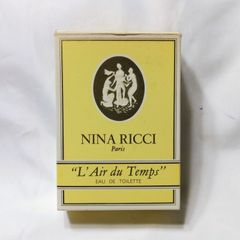 NINA RICCI
Paris
"L'Air du Temps"
EAU DE TOILETTE